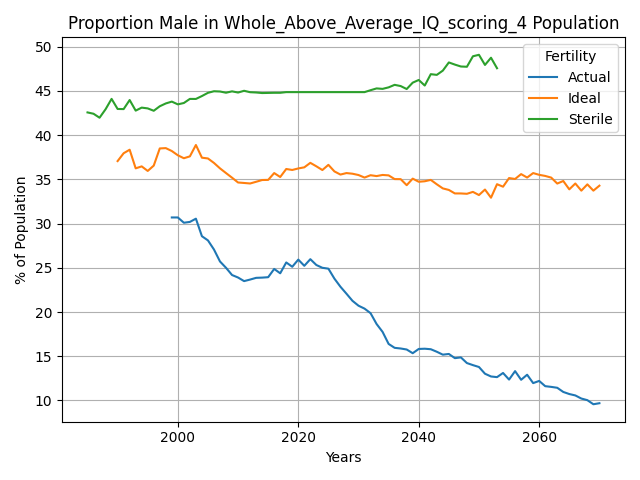 Proportion Male in Whole_Above_Average_IQ_scoring_4 Population
% of Population
50
45
40
35
30
25
20
15
10
Fertility
Actual
Ideal
Sterile
2000 2020 2040 2060
Years